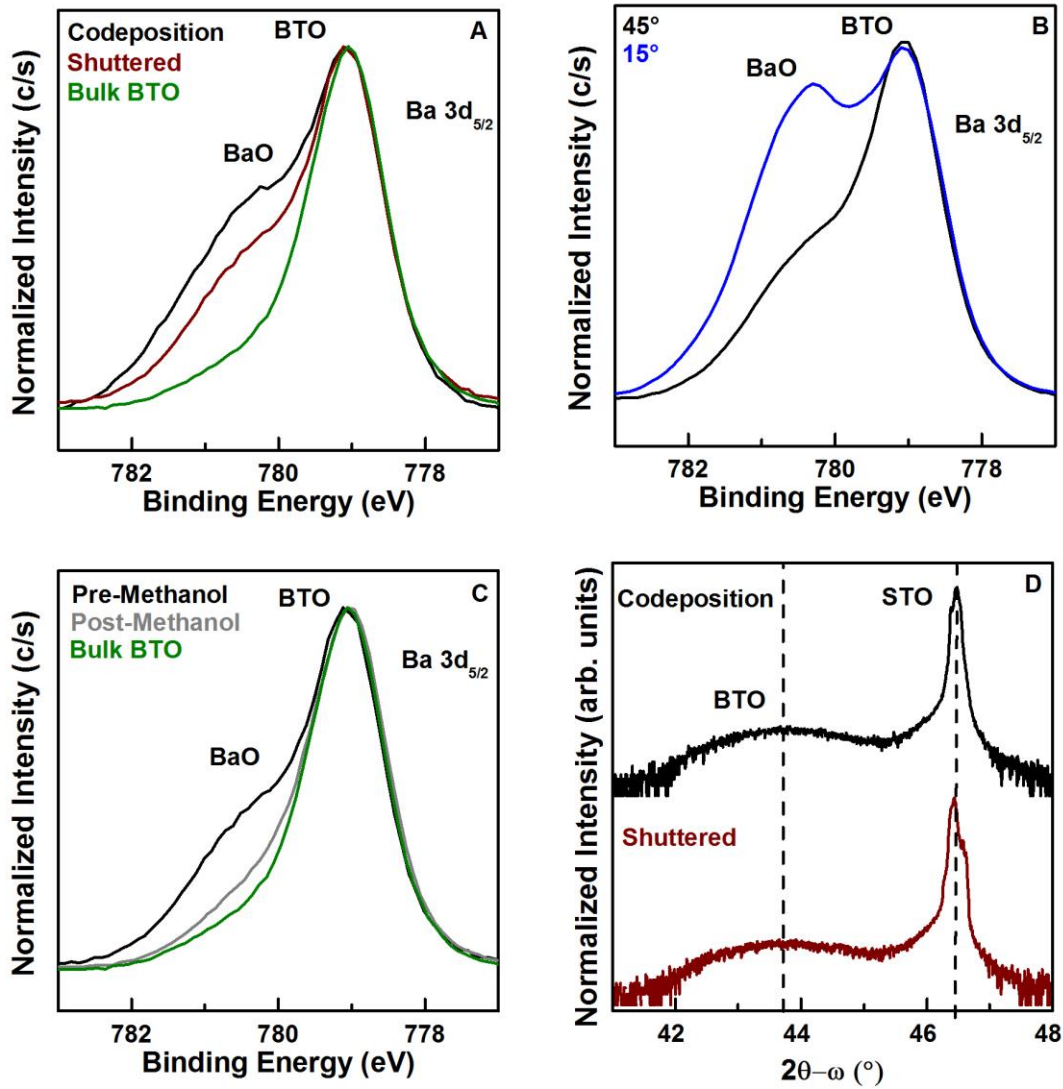 Codeposition
Shuttered
Bulk BTO
BTO
A
BaO
Ba 3d5/2
Normalized Intensity (c/s)
782 780 778
Binding Energy (eV)
45°
15°
BTO
B
BaO
Ba 3d5/2
Normalized Intensity (c/s)
782 780 778
Binding Energy (eV)
Pre-Methanol
Post-Methanol
Bulk BTO
BTO
C
BaO
Ba 3d5/2
Normalized Intensity (c/s)
782 780 778
Binding Energy (eV)
Codeposition
STO
D
BTO
Shuttered
Normalized Intensity (arb. units)
42 44 46 48
2θ–ω (°)